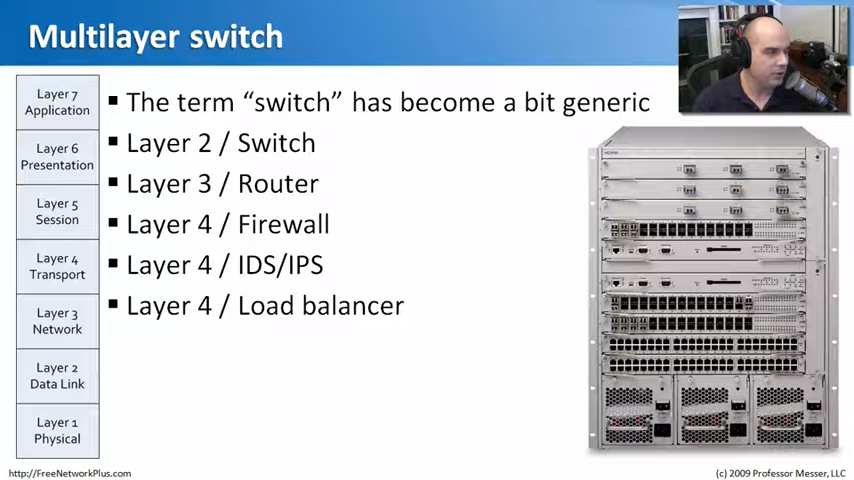 Multilayer switch
Layer 7
Application
Layer 6
Presentation
Layer 5
Session
Layer 4
Transport
Layer 3
Network
Layer 2
Data Link
Layer 1
Physical
▪ The term “switch” has become a bit generic
▪ Layer 2 / Switch
▪ Layer 3 / Router
▪ Layer 4 / Firewall
▪ Layer 4 / IDS/IPS
▪ Layer 4 / Load balancer
http://FreeNetworkPlus.com
(c) 2009 Professor Messer, LLC